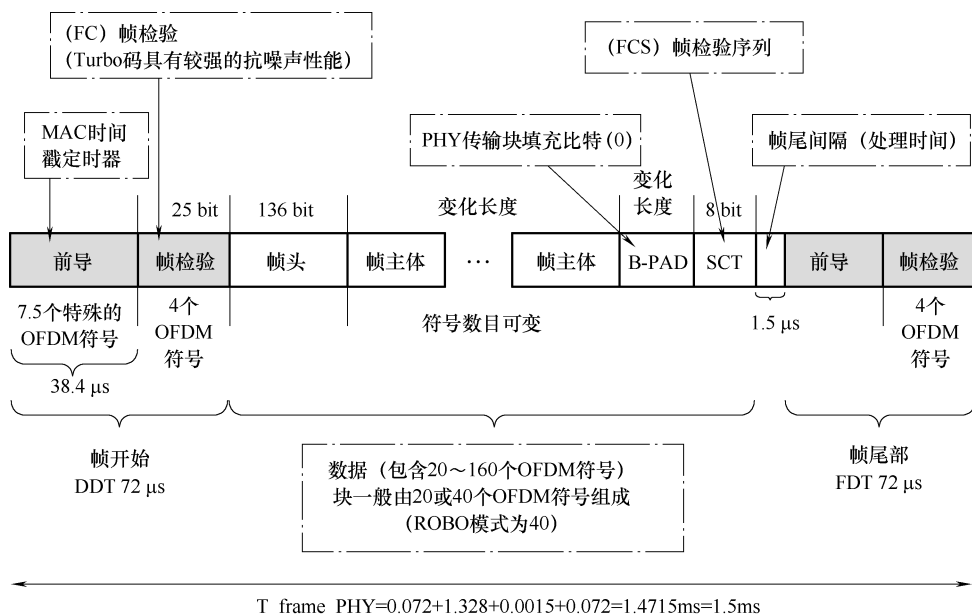 (FC) 帧检验
(Turbo码具有较强的抗噪声性能)
(FCS) 帧检验序列
MAC时间
戳定时器
PHY传输块填充比特(0)
帧尾间隔 (处理时间)
25 bit
136 bit
变化长度
变化
长度
8 bit
前导
帧检验
帧头
帧主体
…
帧主体
B-PAD
SCT
前导
帧检验
7.5个特殊的
OFDM符号
4个
OFDM
符号
符号数目可变
1.5 μs
4个
OFDM
符号
38.4 μs
帧开始
DDT 72 μs
数据 (包含20～160个OFDM符号)
块一般由20或40个OFDM符号组成
(ROBO模式为40)
帧尾部
FDT 72 μs
T_frame_PHY=0.072+1.328+0.0015+0.072=1.4715ms=1.5ms